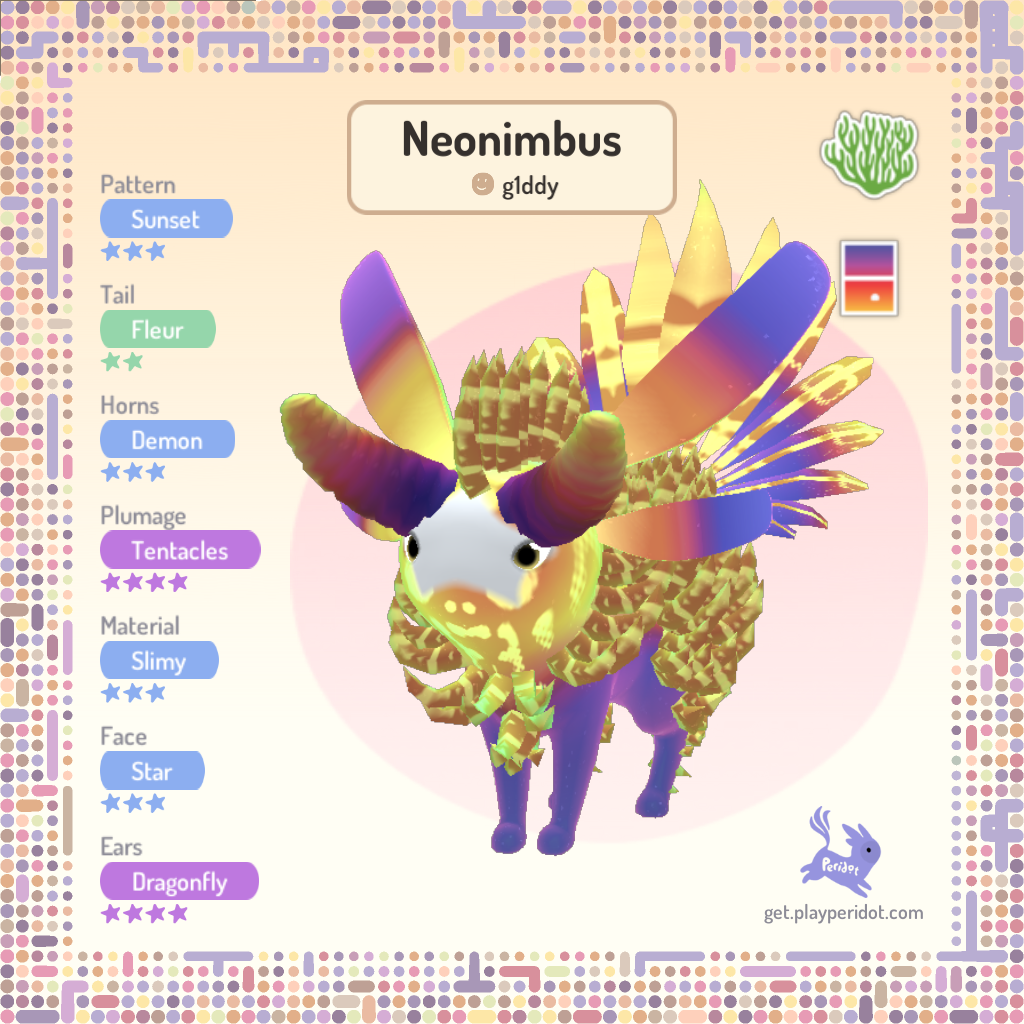 Neonimbus
g1ddy
Pattern
Sunset
Tail
Fleur
Horns
Demon
Plumage
Tentacles
Material
Slimy
Face
Star
Ears
Dragonfly
Peridot
get.playperidot.com